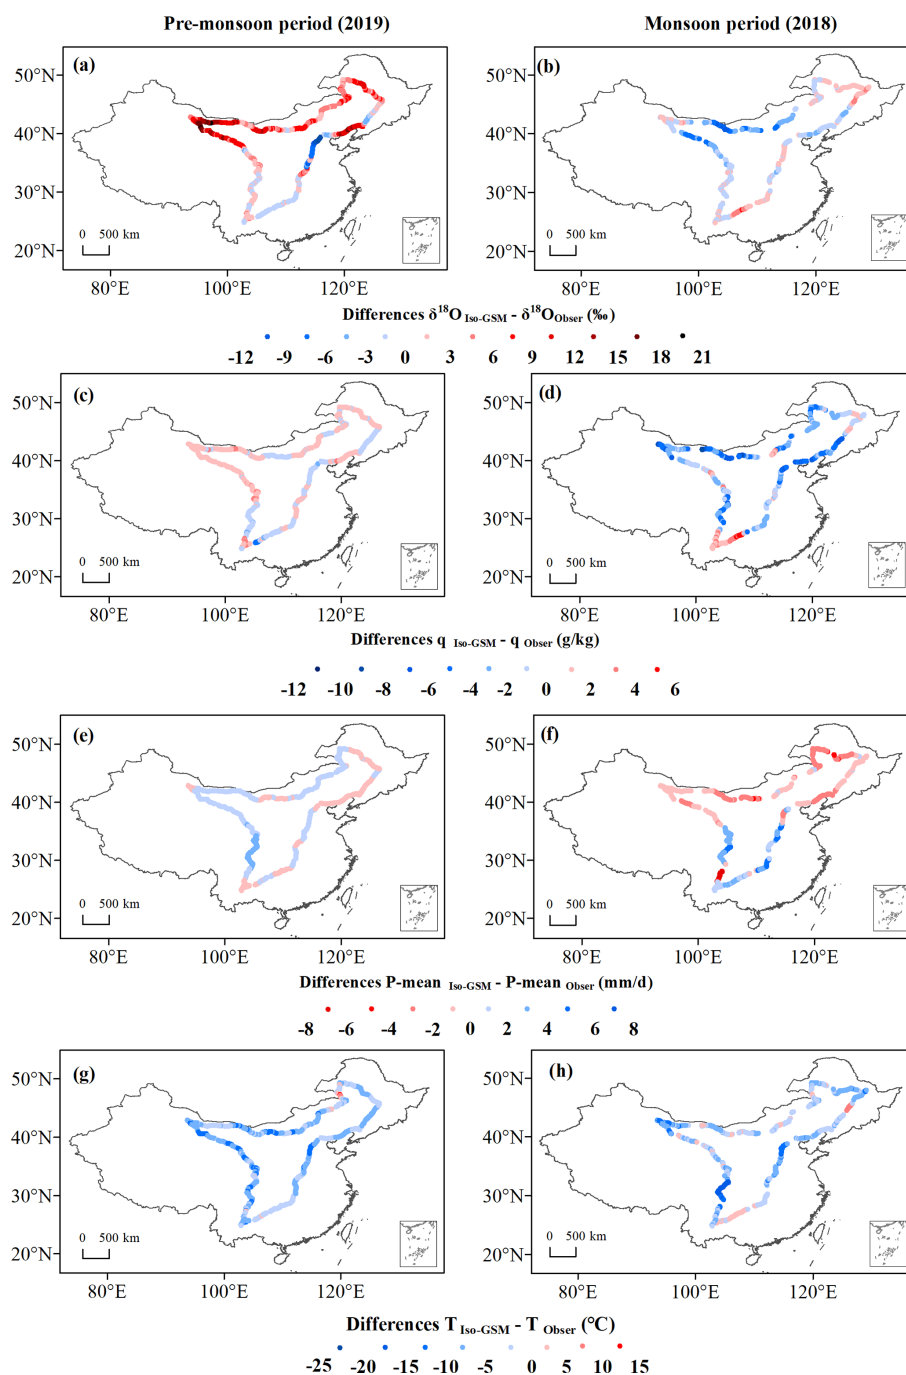 Pre-monsoon period (2019) Monsoon period (2018)
(a) (b)
50°N 50°N
40°N 40°N
30°N 30°N
20°N 20°N
0 500 km 0 500 km
80°E 100°E 120°E 80°E 100°E 120°E
Differences δ¹⁸O Iso-GSM - δ¹⁸O Obser (‰)
-12 -9 -6 -3 0 3 6 9 12 15 18 21
(c) (d)
50°N 50°N
40°N 40°N
30°N 30°N
20°N 20°N
0 500 km 0 500 km
80°E 100°E 120°E 80°E 100°E 120°E
Differences q Iso-GSM - q Obser (g/kg)
-12 -10 -8 -6 -4 -2 0 2 4 6
(e) (f)
50°N 50°N
40°N 40°N
30°N 30°N
20°N 20°N
0 500 km 0 500 km
80°E 100°E 120°E 80°E 100°E 120°E
Differences P-mean Iso-GSM - P-mean Obser (mm/d)
-8 -6 -4 -2 0 2 4 6 8
(g) (h)
50°N 50°N
40°N 40°N
30°N 30°N
20°N 20°N
0 500 km 0 500 km
80°E 100°E 120°E 80°E 100°E 120°E
Differences T Iso-GSM - T Obser (°C)
-25 -20 -15 -10 -5 0 5 10 15